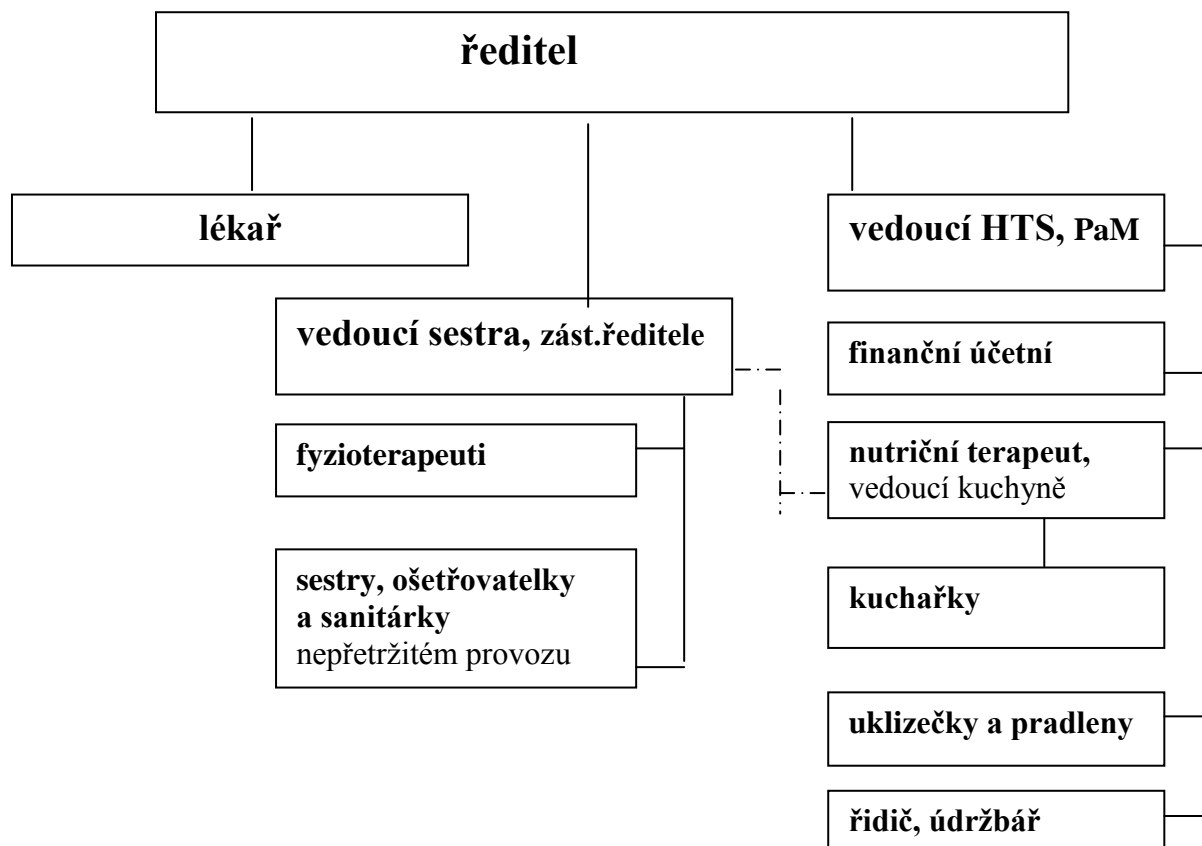 ředitel
lékař
vedoucí HTS, PaM
vedoucí sestra, zást.ředitele
finanční účetní
fyzioterapeuti
nutriční terapeut,
vedoucí kuchyně
sestry, ošetřovatelky
a sanitárky
nepřetržitém provozu
kuchařky
uklizečky a pradleny
řidič, údržbář